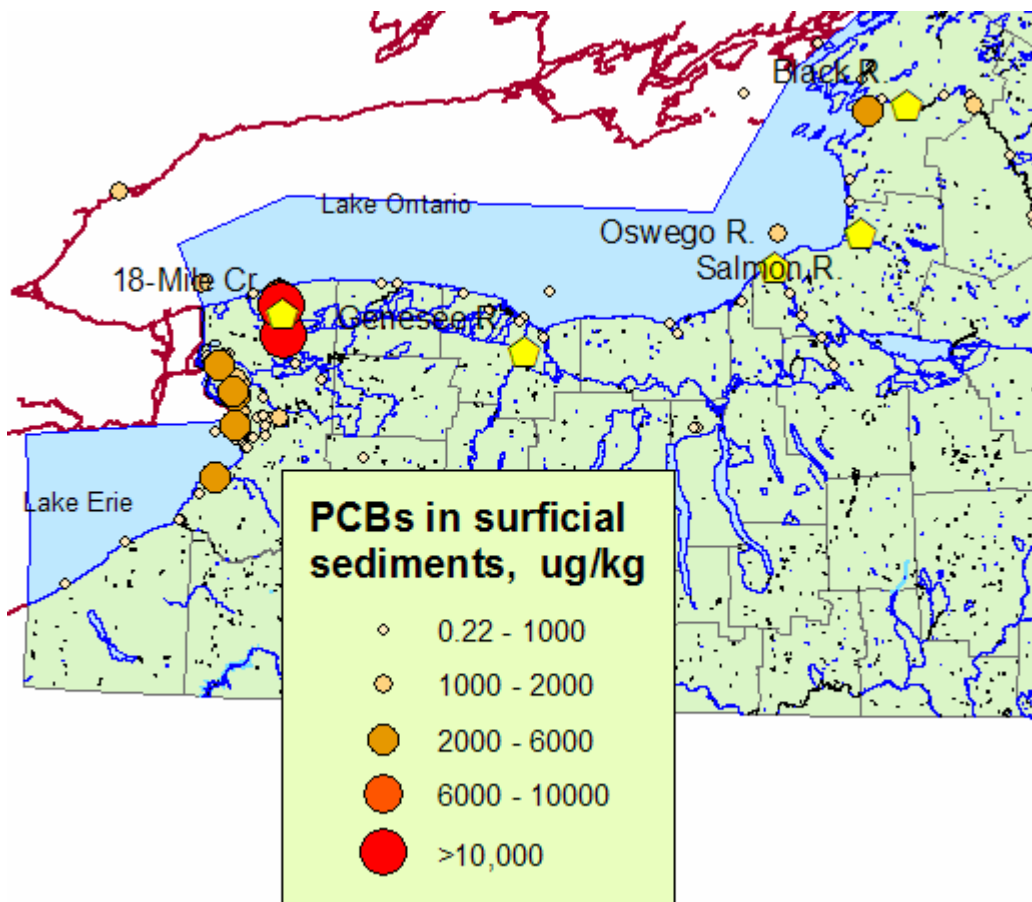 Black R.
Lake Ontario
Oswego R.
18-Mile Cr.
Salmon R.
Genesee R.
Lake Erie
PCBs in surficial
sediments, ug/kg
0.22 - 1000
1000 - 2000
2000 - 6000
6000 - 10000
>10,000